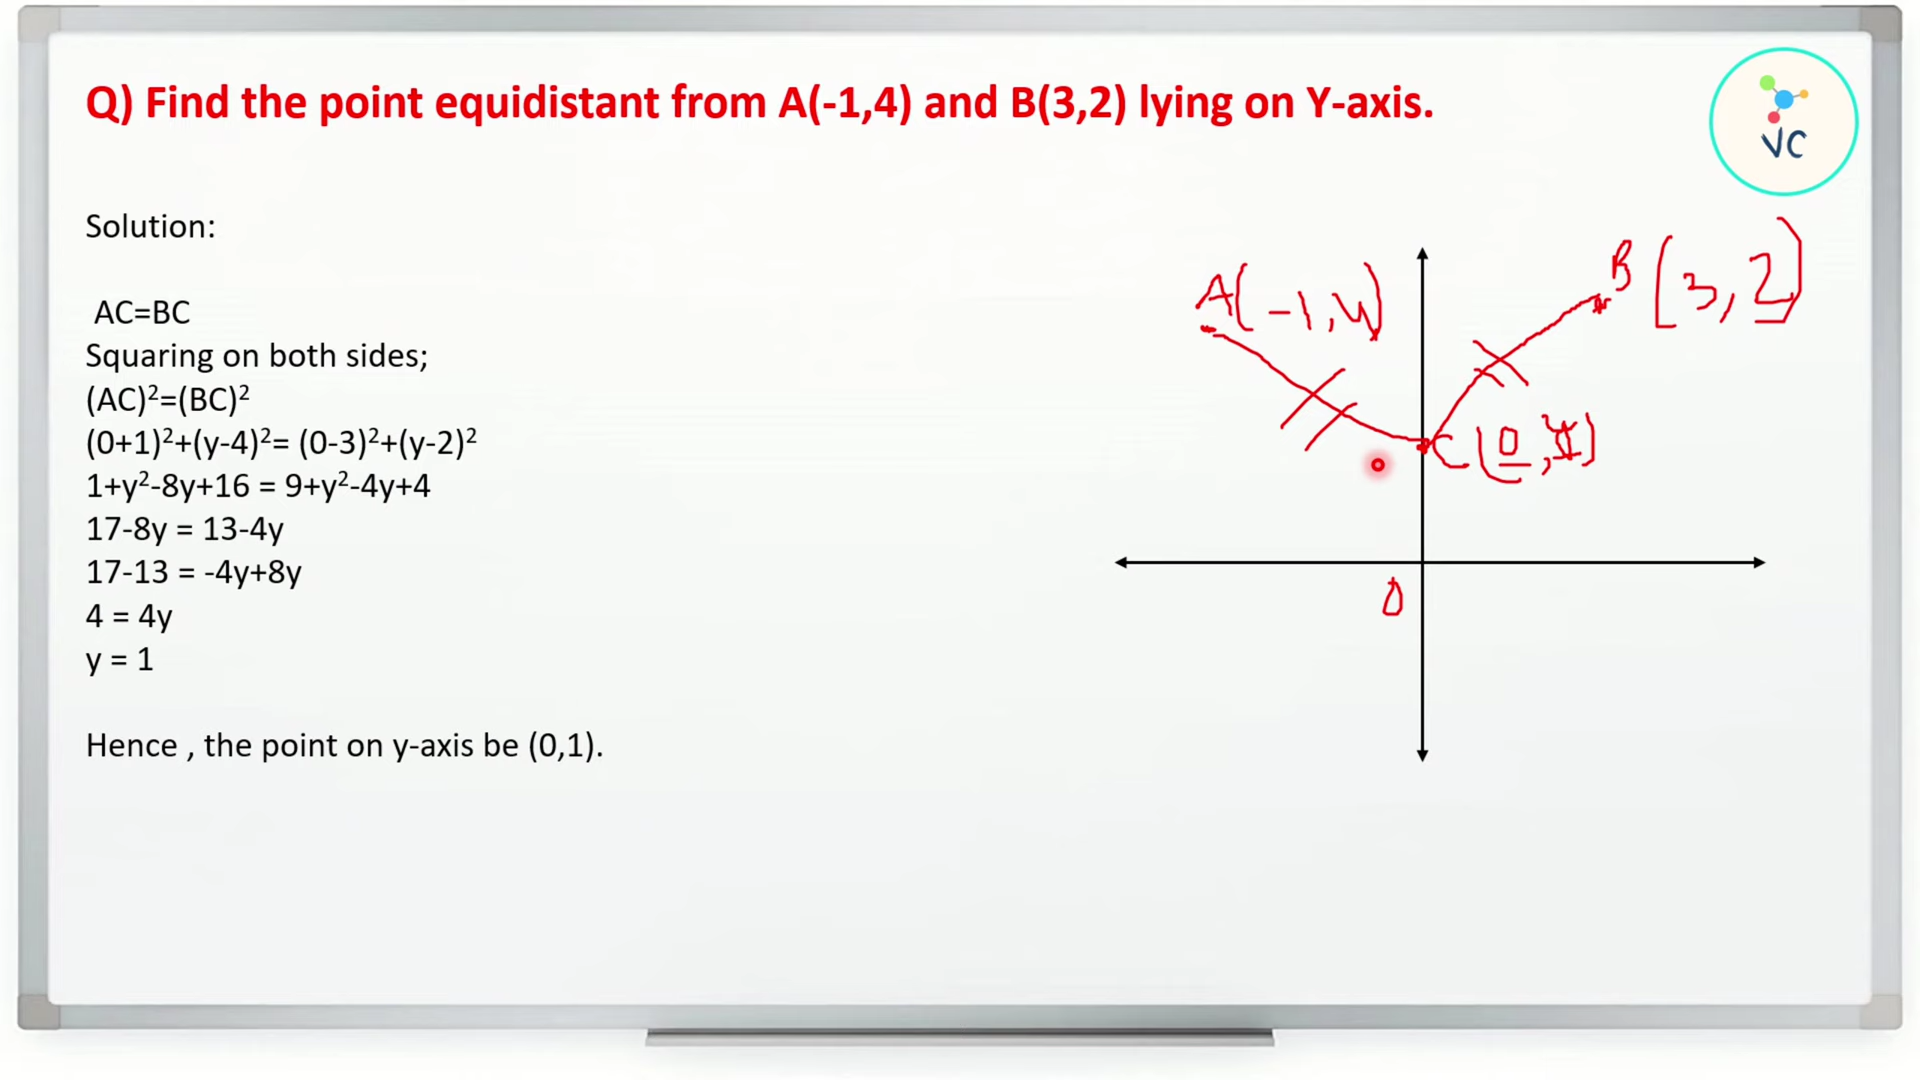 Q) Find the point equidistant from A(-1,4) and B(3,2) lying on Y-axis.
VC
Solution:
AC=BC
Squaring on both sides;
(AC)²=(BC)²
(0+1)²+(y-4)²= (0-3)²+(y-2)²
1+y²-8y+16 = 9+y²-4y+4
17-8y = 13-4y
17-13 = -4y+8y
4 = 4y
y = 1
Hence , the point on y-axis be (0,1).
A(-1,4)
B (3,2)
C(0,
O